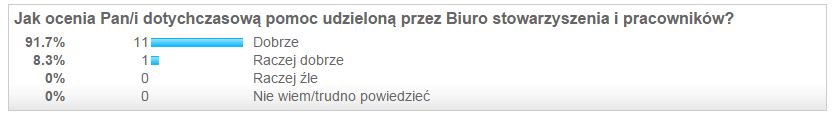 Jak ocenia Pan/i dotychczasową pomoc udzieloną przez Biuro stowarzyszenia i pracowników?
91.7% 11 Dobrze
8.3% 1 Raczej dobrze
0% 0 Raczej źle
0% 0 Nie wiem/trudno powiedzieć